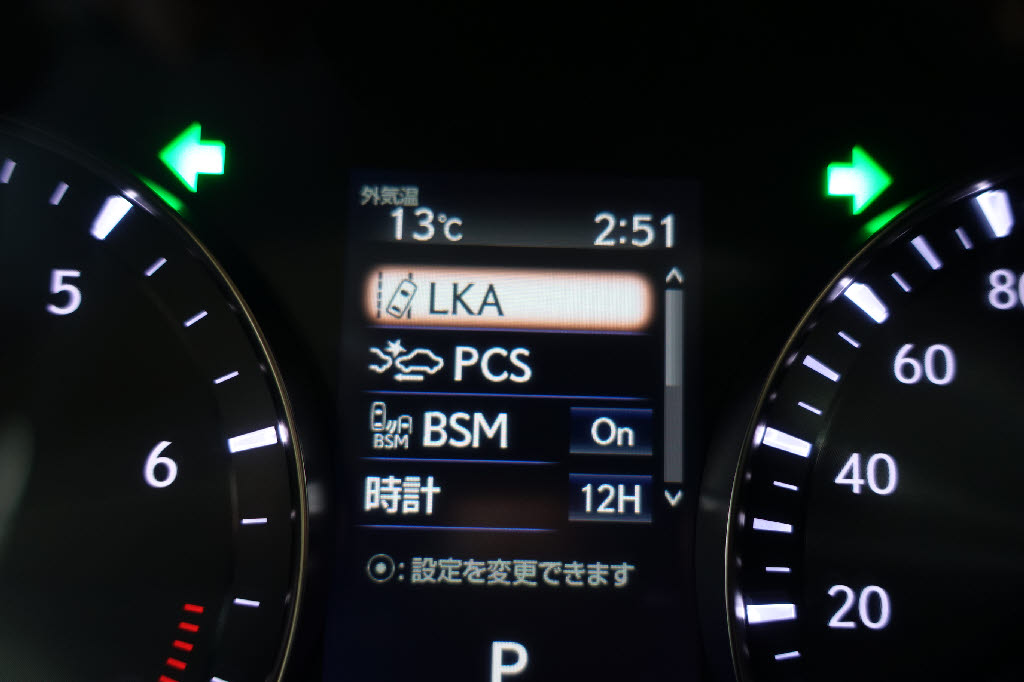 外気温
13℃ 2:51
LKA
PCS
BSM BSM On
時計 12H
⦿:設定を変更できます
P
5
6
80
60
40
20